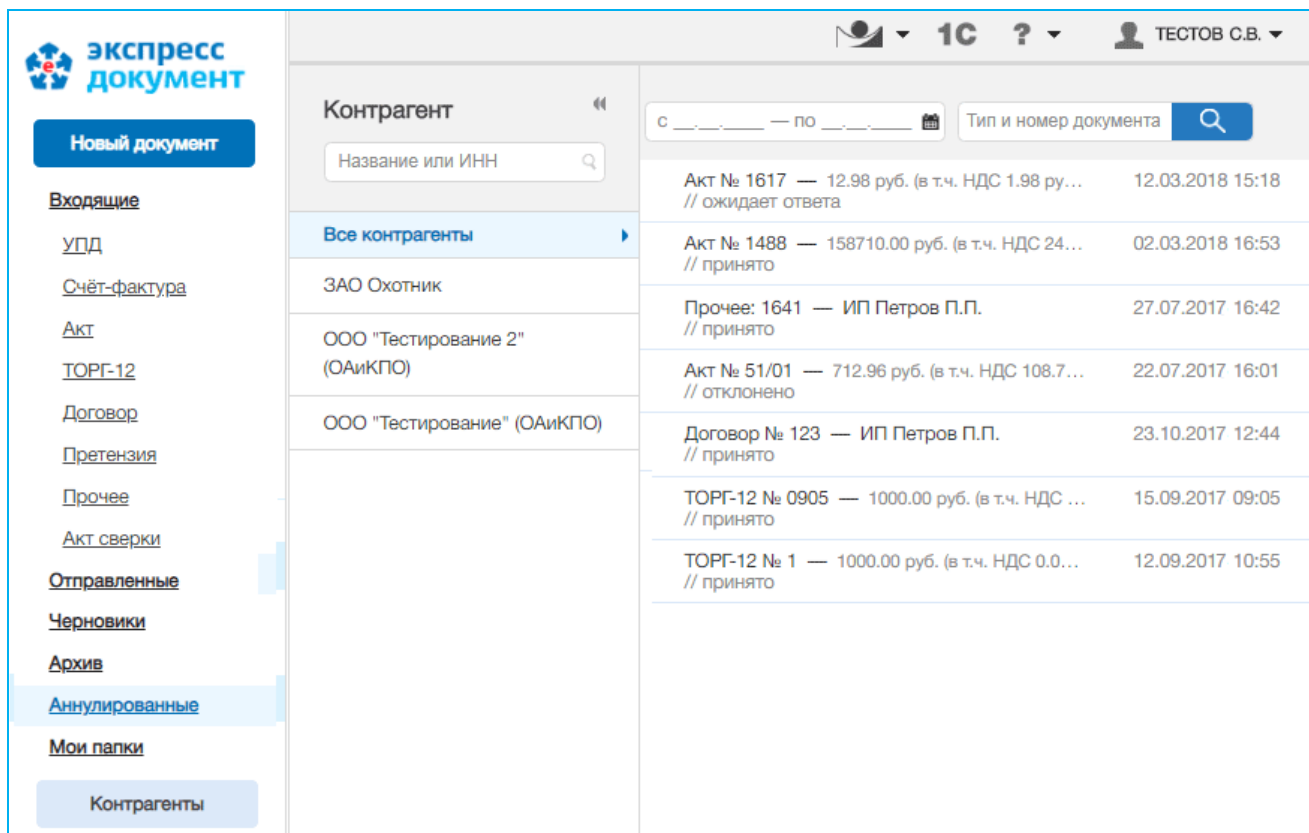 экспресс
документ
Новый документ
Входящие
УПД
Счёт-фактура
Акт
ТОРГ-12
Договор
Претензия
Прочее
Акт сверки
Отправленные
Черновики
Архив
Аннулированные
Мои папки
Контрагенты
1С ? ТЕСТОВ С.В.
Контрагент
Название или ИНН
Все контрагенты
ЗАО Охотник
ООО "Тестирование 2"
(ОАиКПО)
ООО "Тестирование" (ОАиКПО)
с __.__.____ — по __.__.____ Тип и номер документа
Акт № 1617 — 12.98 руб. (в т.ч. НДС 1.98 ру… 12.03.2018 15:18
// ожидает ответа
Акт № 1488 — 158710.00 руб. (в т.ч. НДС 24… 02.03.2018 16:53
// принято
Прочее: 1641 — ИП Петров П.П. 27.07.2017 16:42
// принято
Акт № 51/01 — 712.96 руб. (в т.ч. НДС 108.7… 22.07.2017 16:01
// отклонено
Договор № 123 — ИП Петров П.П. 23.10.2017 12:44
// принято
ТОРГ-12 № 0905 — 1000.00 руб. (в т.ч. НДС … 15.09.2017 09:05
// принято
ТОРГ-12 № 1 — 1000.00 руб. (в т.ч. НДС 0.0… 12.09.2017 10:55
// принято